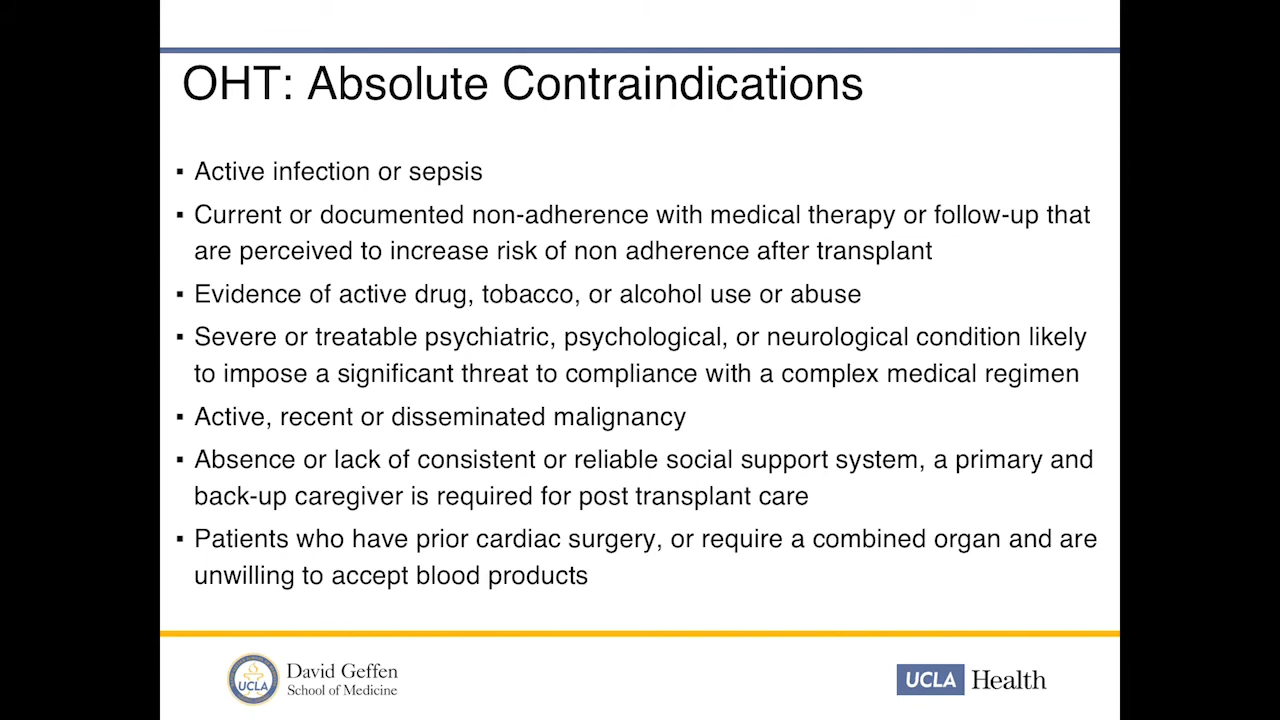 OHT: Absolute Contraindications
▪ Active infection or sepsis
▪ Current or documented non-adherence with medical therapy or follow-up that
are perceived to increase risk of non adherence after transplant
▪ Evidence of active drug, tobacco, or alcohol use or abuse
▪ Severe or treatable psychiatric, psychological, or neurological condition likely
to impose a significant threat to compliance with a complex medical regimen
▪ Active, recent or disseminated malignancy
▪ Absence or lack of consistent or reliable social support system, a primary and
back-up caregiver is required for post transplant care
▪ Patients who have prior cardiac surgery, or require a combined organ and are
unwilling to accept blood products
UCLA
David Geffen
School of Medicine
UCLA Health